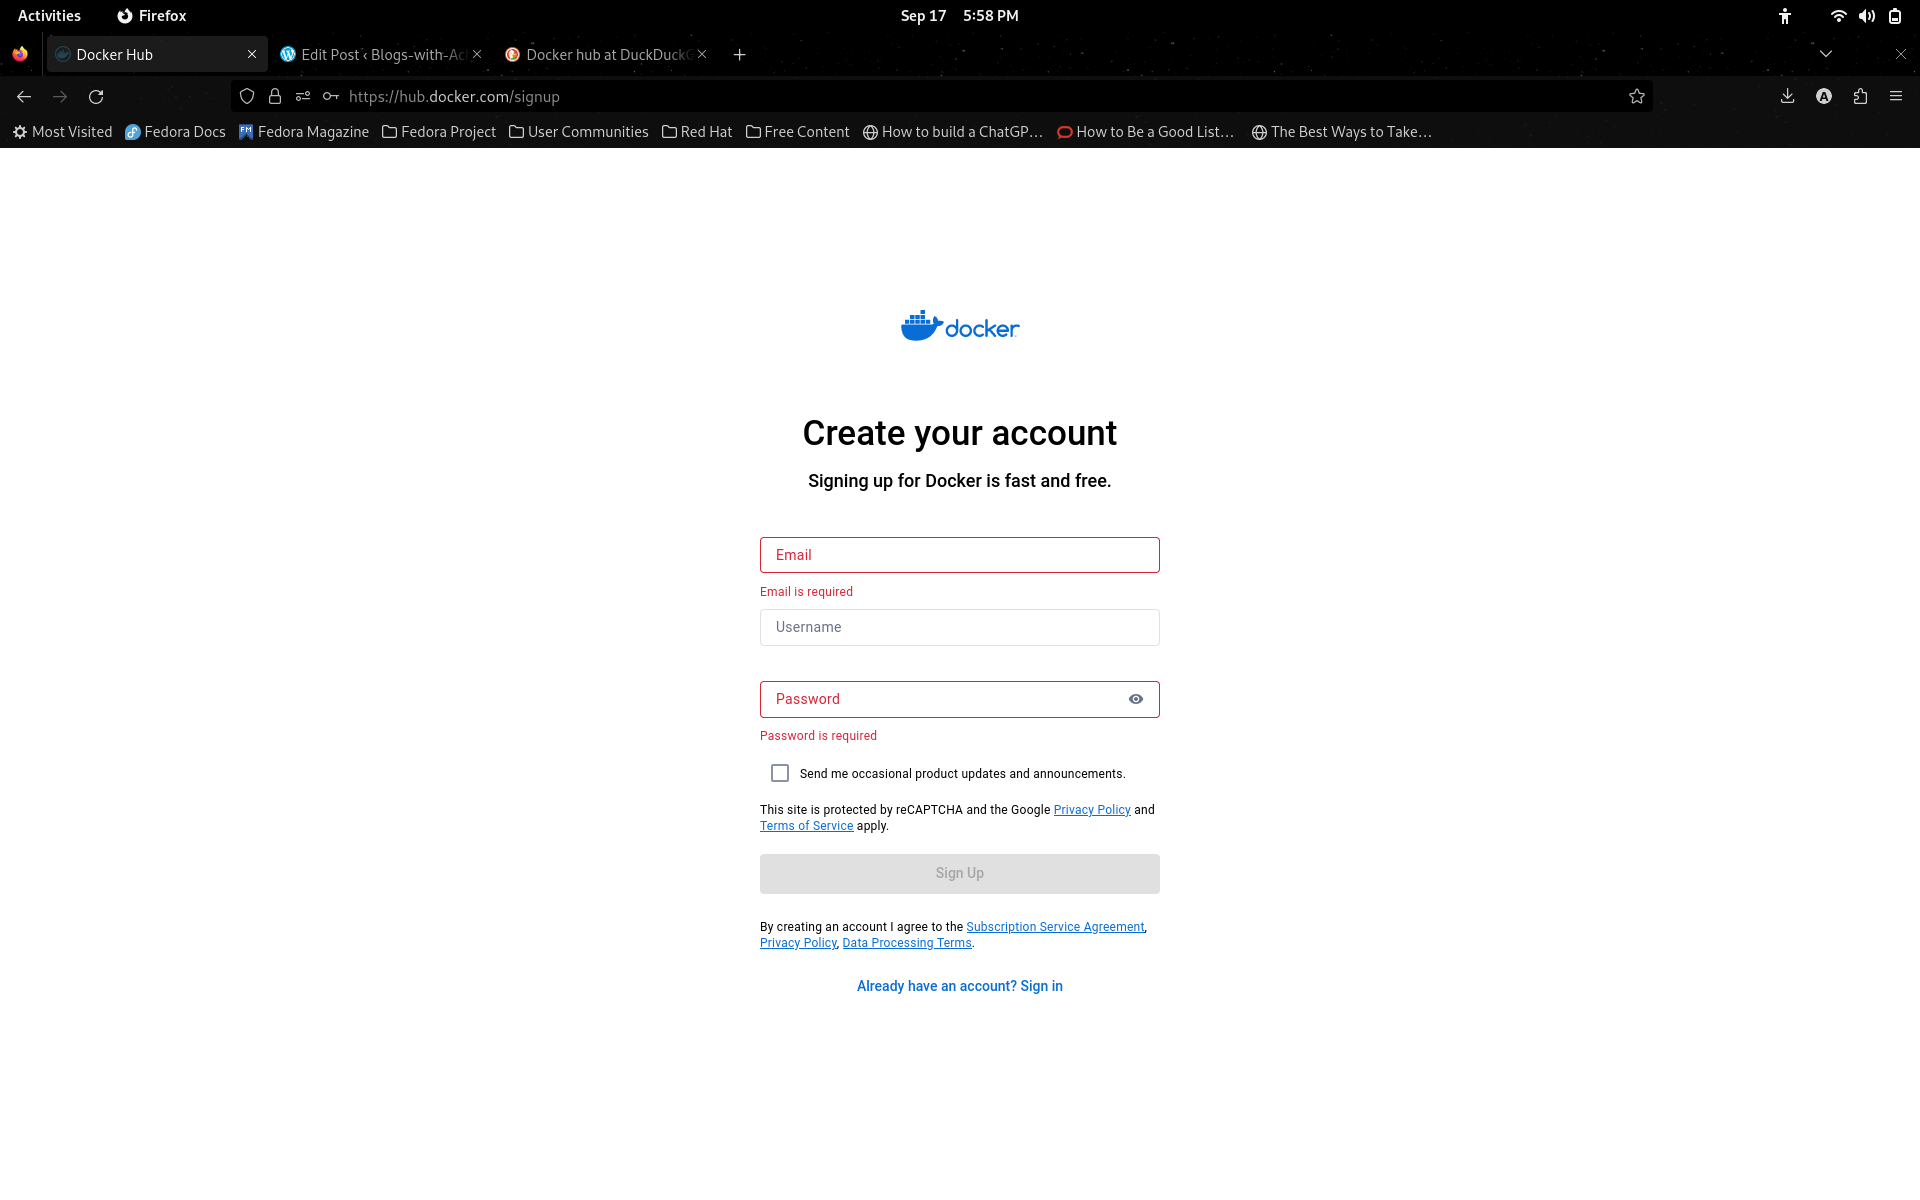 Activities Firefox Sep 17 5:58 PM
Docker Hub Edit Post ‹ Blogs-with-Ac Docker hub at DuckDuck
https://hub.docker.com/signup
Most Visited Fedora Docs Fedora Magazine Fedora Project User Communities Red Hat Free Content How to build a ChatGP… How to Be a Good List… The Best Ways to Take…
docker
Create your account
Signing up for Docker is fast and free.
Email
Email is required
Username
Password
Password is required
Send me occasional product updates and announcements.
This site is protected by reCAPTCHA and the Google Privacy Policy and
Terms of Service apply.
Sign Up
By creating an account I agree to the Subscription Service Agreement,
Privacy Policy, Data Processing Terms.
Already have an account? Sign in